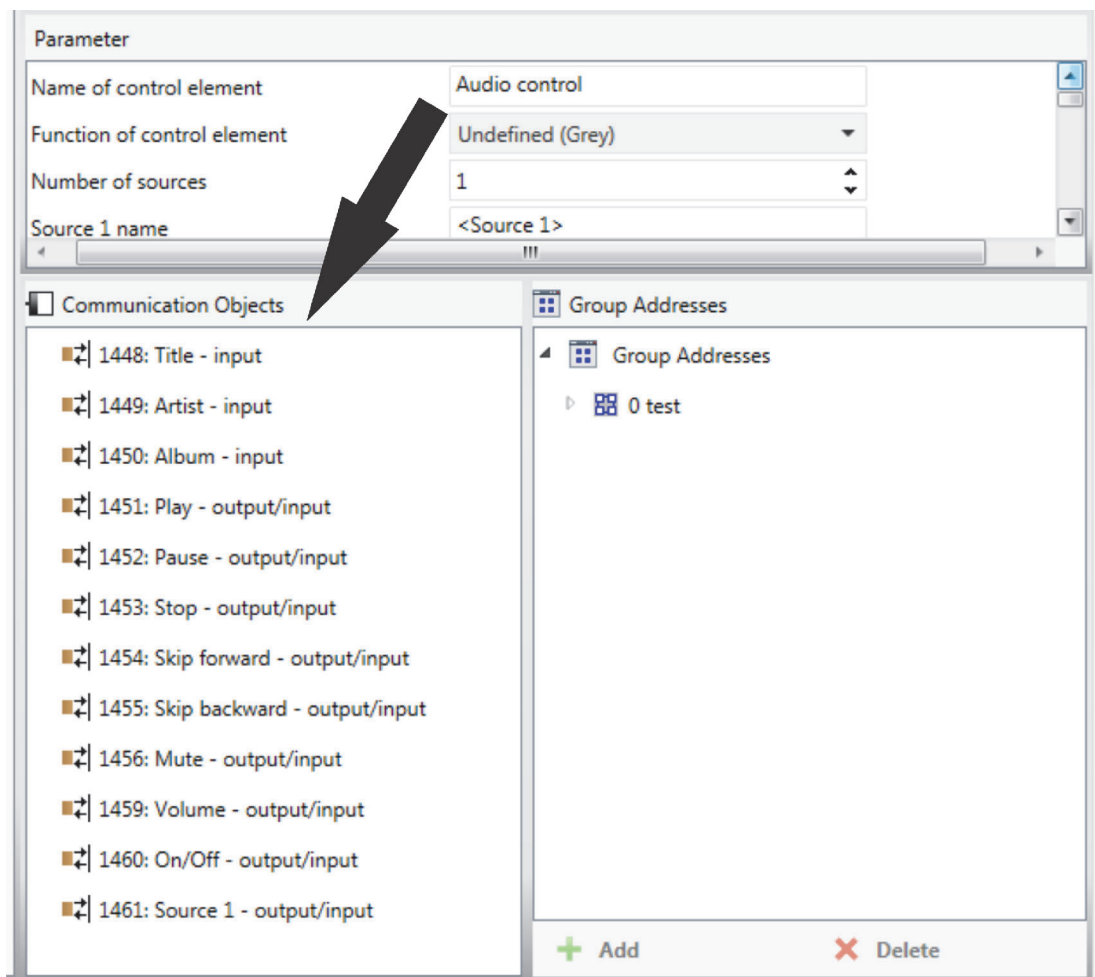 Parameter
Name of control element
Audio control
Function of control element
Undefined (Grey)
Number of sources
1
Source 1 name
<Source 1>
Communication Objects
1448: Title - input
1449: Artist - input
1450: Album - input
1451: Play - output/input
1452: Pause - output/input
1453: Stop - output/input
1454: Skip forward - output/input
1455: Skip backward - output/input
1456: Mute - output/input
1459: Volume - output/input
1460: On/Off - output/input
1461: Source 1 - output/input
Group Addresses
Group Addresses
0 test
Add
Delete